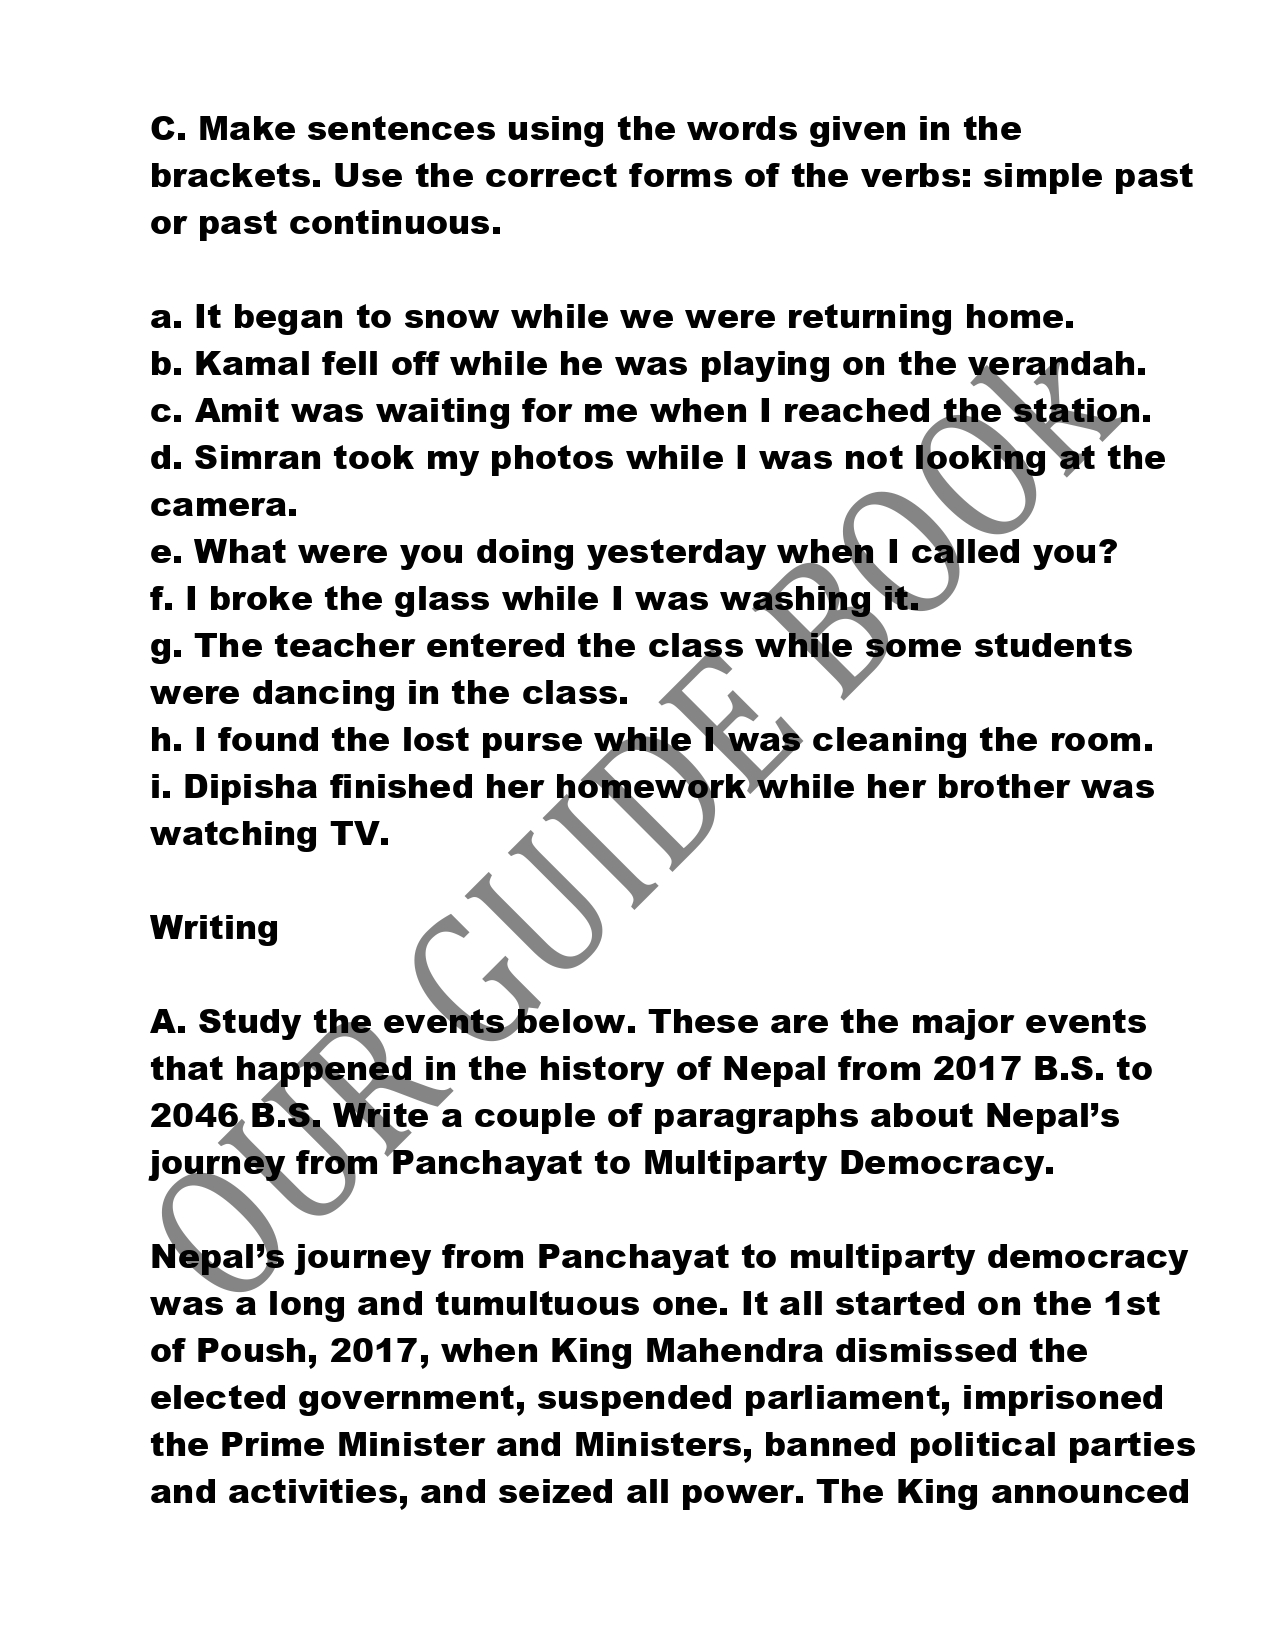 C. Make sentences using the words given in the
brackets. Use the correct forms of the verbs: simple past
or past continuous.
a. It began to snow while we were returning home.
b. Kamal fell off while he was playing on the verandah.
c. Amit was waiting for me when I reached the station.
d. Simran took my photos while I was not looking at the
camera.
e. What were you doing yesterday when I called you?
f. I broke the glass while I was washing it.
g. The teacher entered the class while some students
were dancing in the class.
h. I found the lost purse while I was cleaning the room.
i. Dipisha finished her homework while her brother was
watching TV.
Writing
A. Study the events below. These are the major events
that happened in the history of Nepal from 2017 B.S. to
2046 B.S. Write a couple of paragraphs about Nepal’s
journey from Panchayat to Multiparty Democracy.
Nepal’s journey from Panchayat to multiparty democracy
was a long and tumultuous one. It all started on the 1st
of Poush, 2017, when King Mahendra dismissed the
elected government, suspended parliament, imprisoned
the Prime Minister and Ministers, banned political parties
and activities, and seized all power. The King announced
OUR GUIDE BOOK